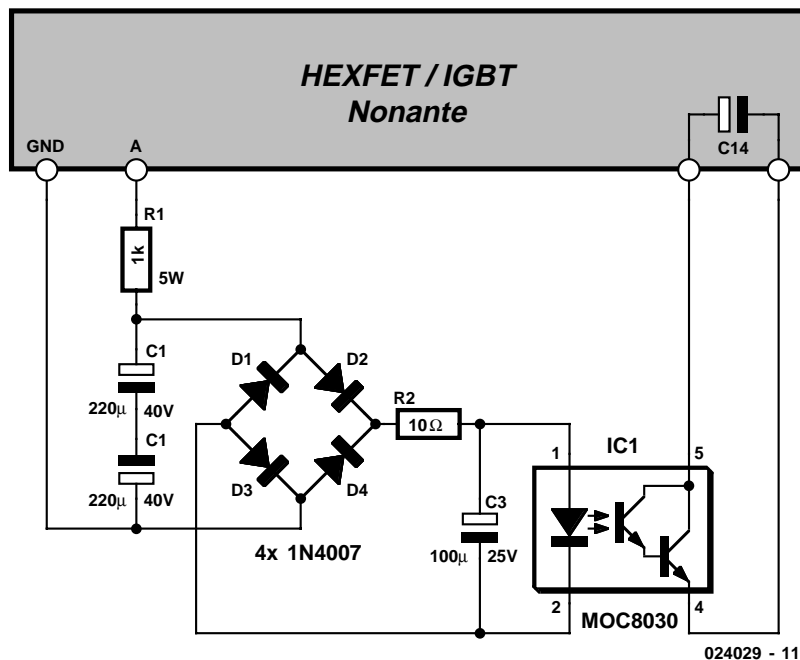 HEXFET / IGBT
Nonante
GND
A
C14
R1
1k
5W
C1
220μ
40V
C1
220μ
40V
D1
D2
D3
D4
4x 1N4007
R2
10Ω
C3
100μ
25V
IC1
1
5
2
4
MOC8030
024029 - 11